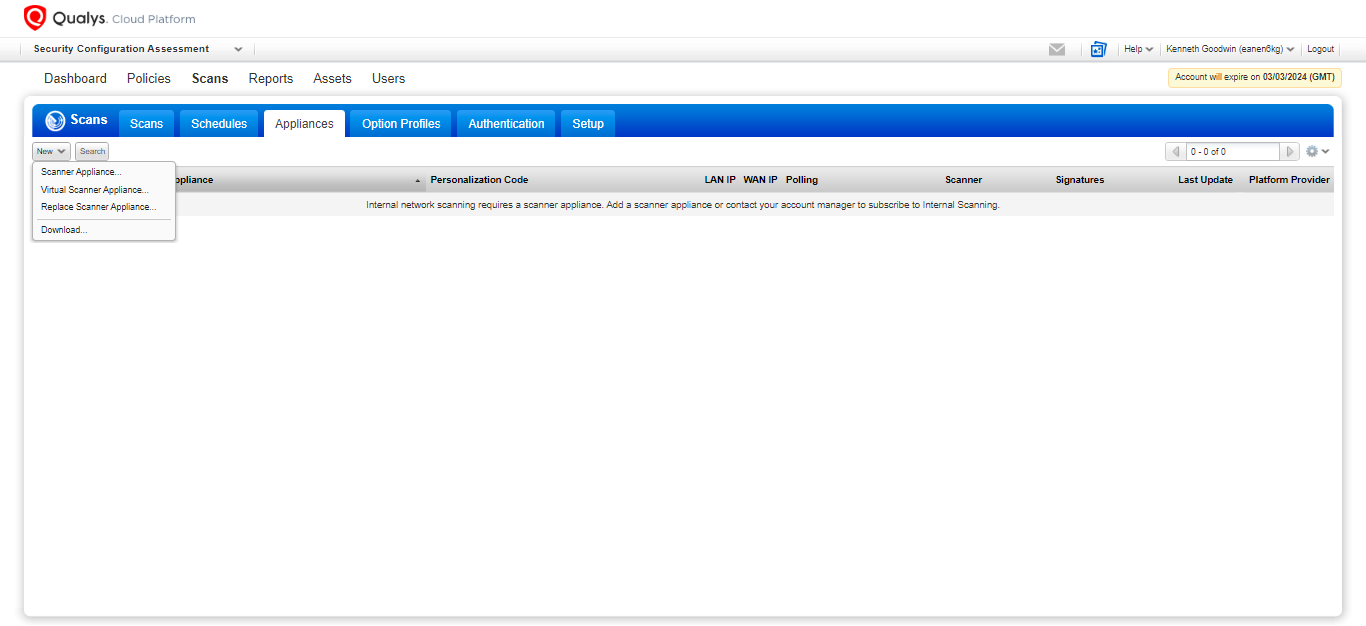 Qualys. Cloud Platform
Security Configuration Assessment Help Kenneth Goodwin (eanen6kg) Logout
Dashboard Policies Scans Reports Assets Users Account will expire on 03/03/2024 (GMT)
Scans Scans Schedules Appliances Option Profiles Authentication Setup
New Search 0 - 0 of 0
Scanner Appliance...
ppliance Personalization Code LAN IP WAN IP Polling Scanner Signatures Last Update Platform Provider
Virtual Scanner Appliance...
Replace Scanner Appliance... Internal network scanning requires a scanner appliance. Add a scanner appliance or contact your account manager to subscribe to Internal Scanning.
Download...